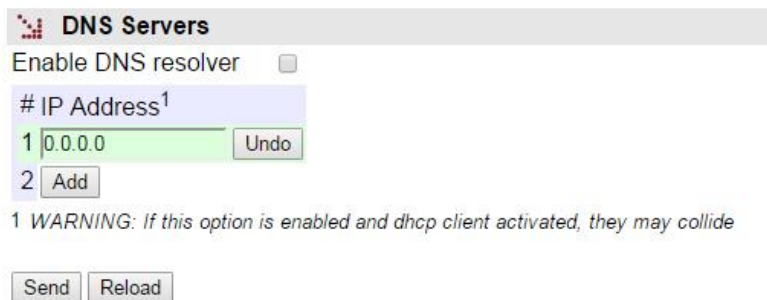 DNS Servers
Enable DNS resolver
# IP Address1
1 0.0.0.0 Undo
2 Add
1 WARNING: If this option is enabled and dhcp client activated, they may collide
Send Reload